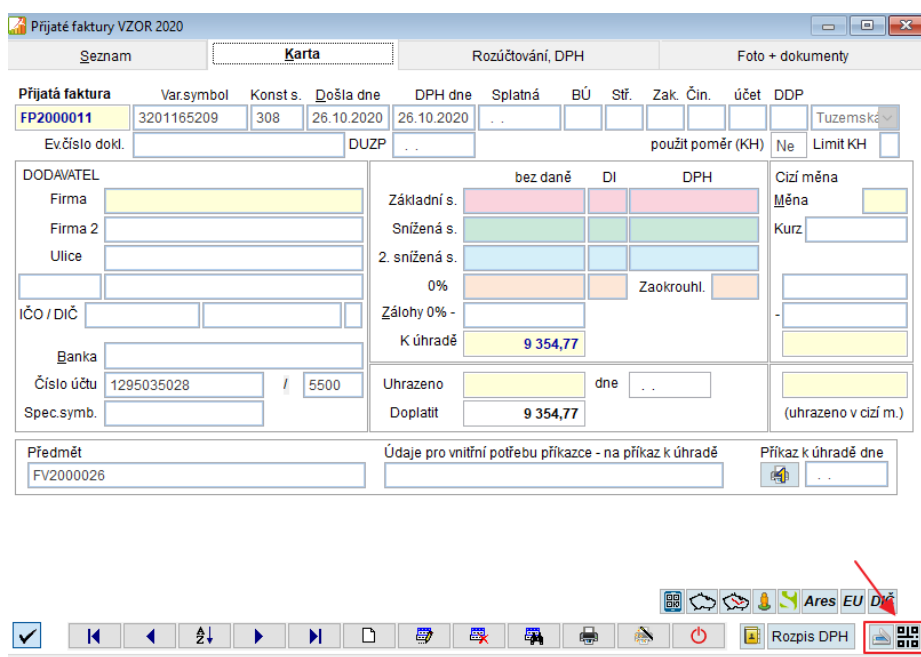 Přijaté faktury VZOR 2020
Seznam Karta Rozúčtování, DPH Foto + dokumenty
Přijatá faktura Var.symbol Konst s. Došla dne DPH dne Splatná BÚ Stř. Zak. Čin. účet DDP
FP2000011 3201165209 308 26.10.2020 26.10.2020 . . Tuzemská
Ev.číslo dokl. DUZP . . použit poměr (KH) Ne Limit KH
DODAVATEL bez daně DI DPH Cizí měna
Firma Základní s. Měna
Firma 2 Snížená s. Kurz
Ulice 2. snížená s.
0% Zaokrouhl.
IČO / DIČ Zálohy 0% - -
K úhradě 9 354,77
Banka
Číslo účtu 1295035028 / 5500 Uhrazeno dne . .
Spec.symb. Doplatit 9 354,77 (uhrazeno v cizí m.)
Předmět Údaje pro vnitřní potřebu příkazce - na příkaz k úhradě Příkaz k úhradě dne
FV2000026 . .
Ares EU DIČ
Rozpis DPH